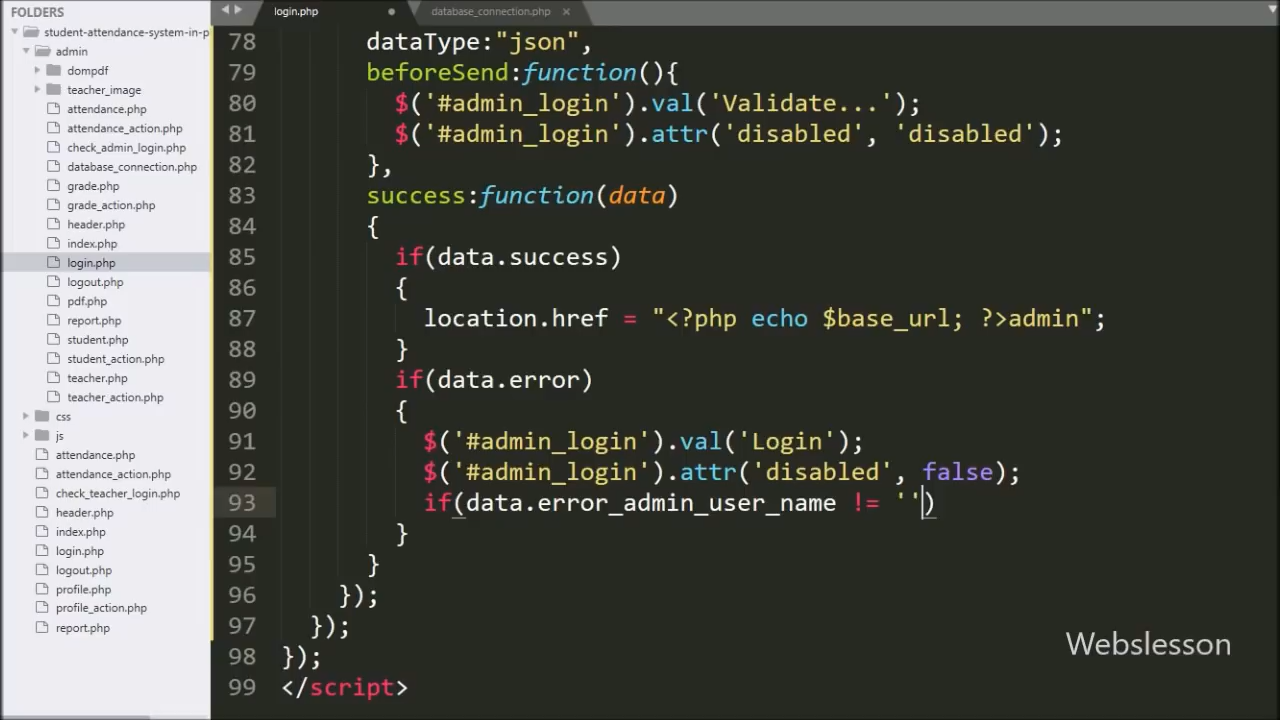 FOLDERS
student-attendance-system-in-p
admin
dompdf
teacher_image
attendance.php
attendance_action.php
check_admin_login.php
database_connection.php
grade.php
grade_action.php
header.php
index.php
login.php
logout.php
pdf.php
report.php
student.php
student_action.php
teacher.php
teacher_action.php
css
js
attendance.php
attendance_action.php
check_teacher_login.php
header.php
index.php
login.php
logout.php
profile.php
profile_action.php
report.php
login.php
database_connection.php
78 dataType:"json",
79 beforeSend:function(){
80 $('#admin_login').val('Validate...');
81 $('#admin_login').attr('disabled', 'disabled');
82 },
83 success:function(data)
84 {
85 if(data.success)
86 {
87 location.href = "<?php echo $base_url; ?>admin";
88 }
89 if(data.error)
90 {
91 $('#admin_login').val('Login');
92 $('#admin_login').attr('disabled', false);
93 if(data.error_admin_user_name != '')
94 }
95 }
96 });
97 });
98 });
99 </script>
Webslesson